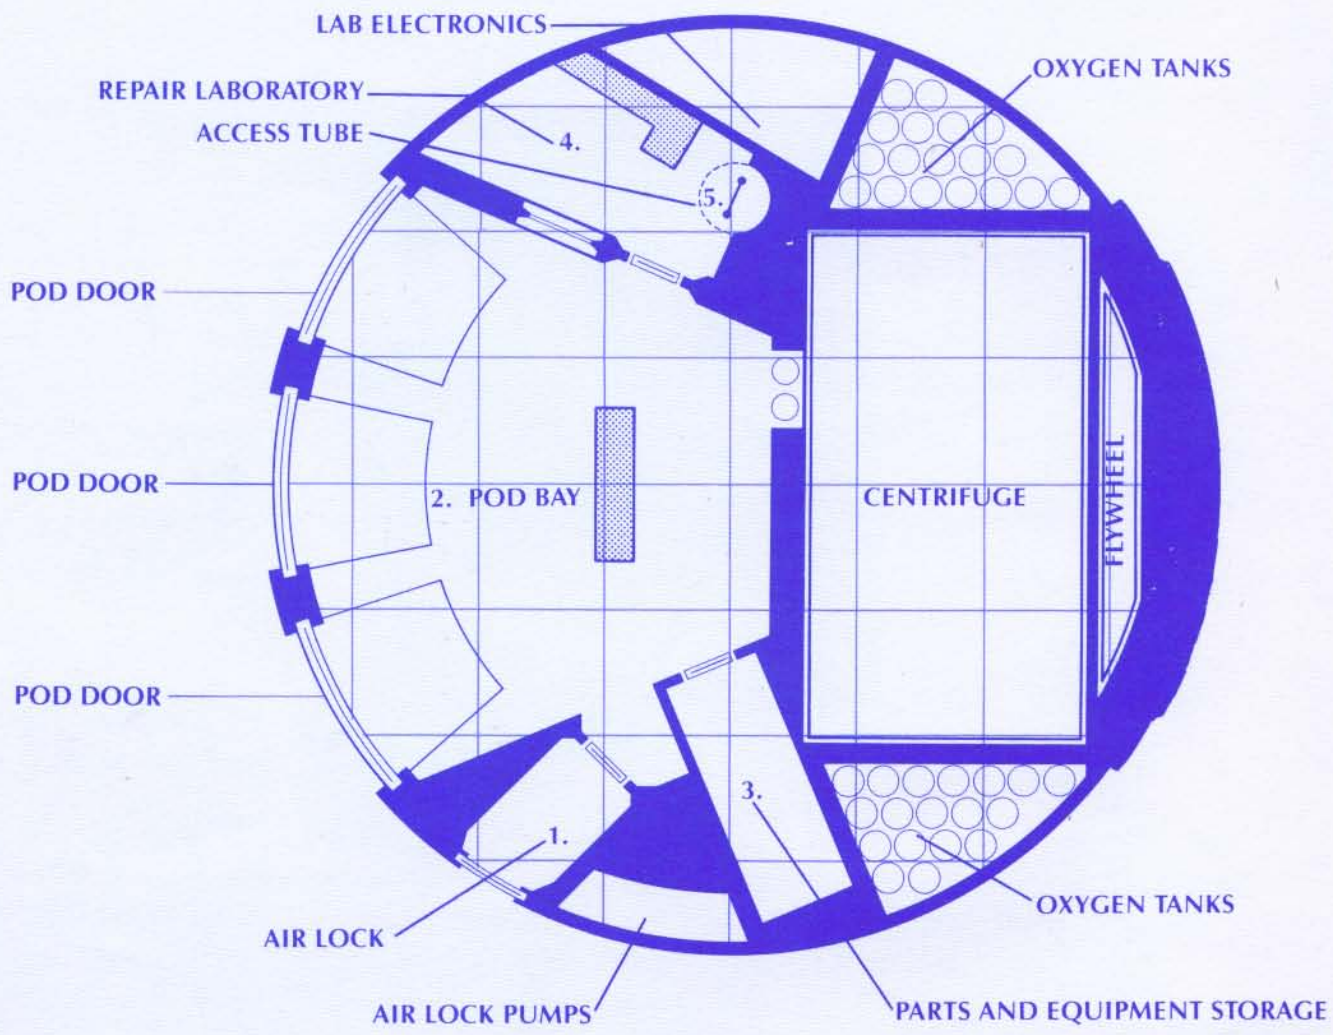 LAB ELECTRONICS
OXYGEN TANKS
REPAIR LABORATORY
ACCESS TUBE
4.
5.
POD DOOR
POD DOOR
2. POD BAY
CENTRIFUGE
FLYWHEEL
POD DOOR
3.
1.
OXYGEN TANKS
AIR LOCK
AIR LOCK PUMPS
PARTS AND EQUIPMENT STORAGE